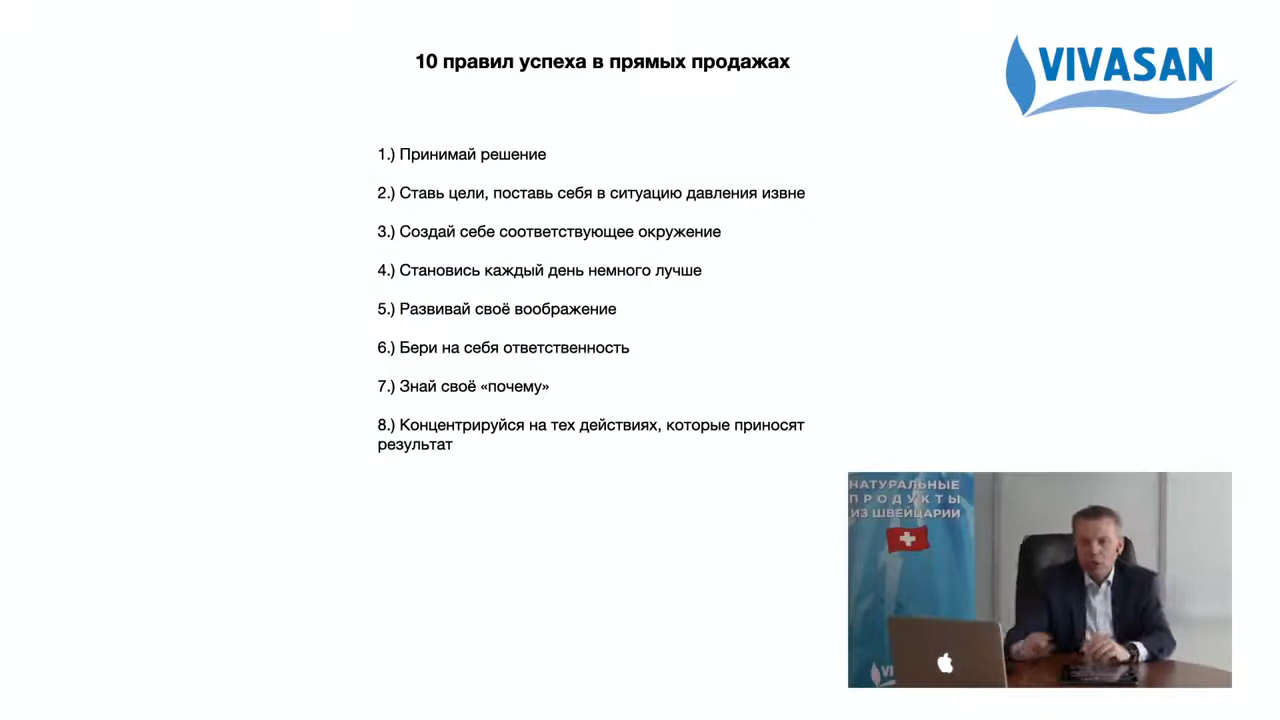 10 правил успеха в прямых продажах
VIVASAN
1.) Принимай решение
2.) Ставь цели, поставь себя в ситуацию давления извне
3.) Создай себе соответствующее окружение
4.) Становись каждый день немного лучше
5.) Развивай своё воображение
6.) Бери на себя ответственность
7.) Знай своё «почему»
8.) Концентрируйся на тех действиях, которые приносят
результат
НАТУРАЛЬНЫЕ
ПРОДУКТЫ
ИЗ ШВЕЙЦАРИИ
VI